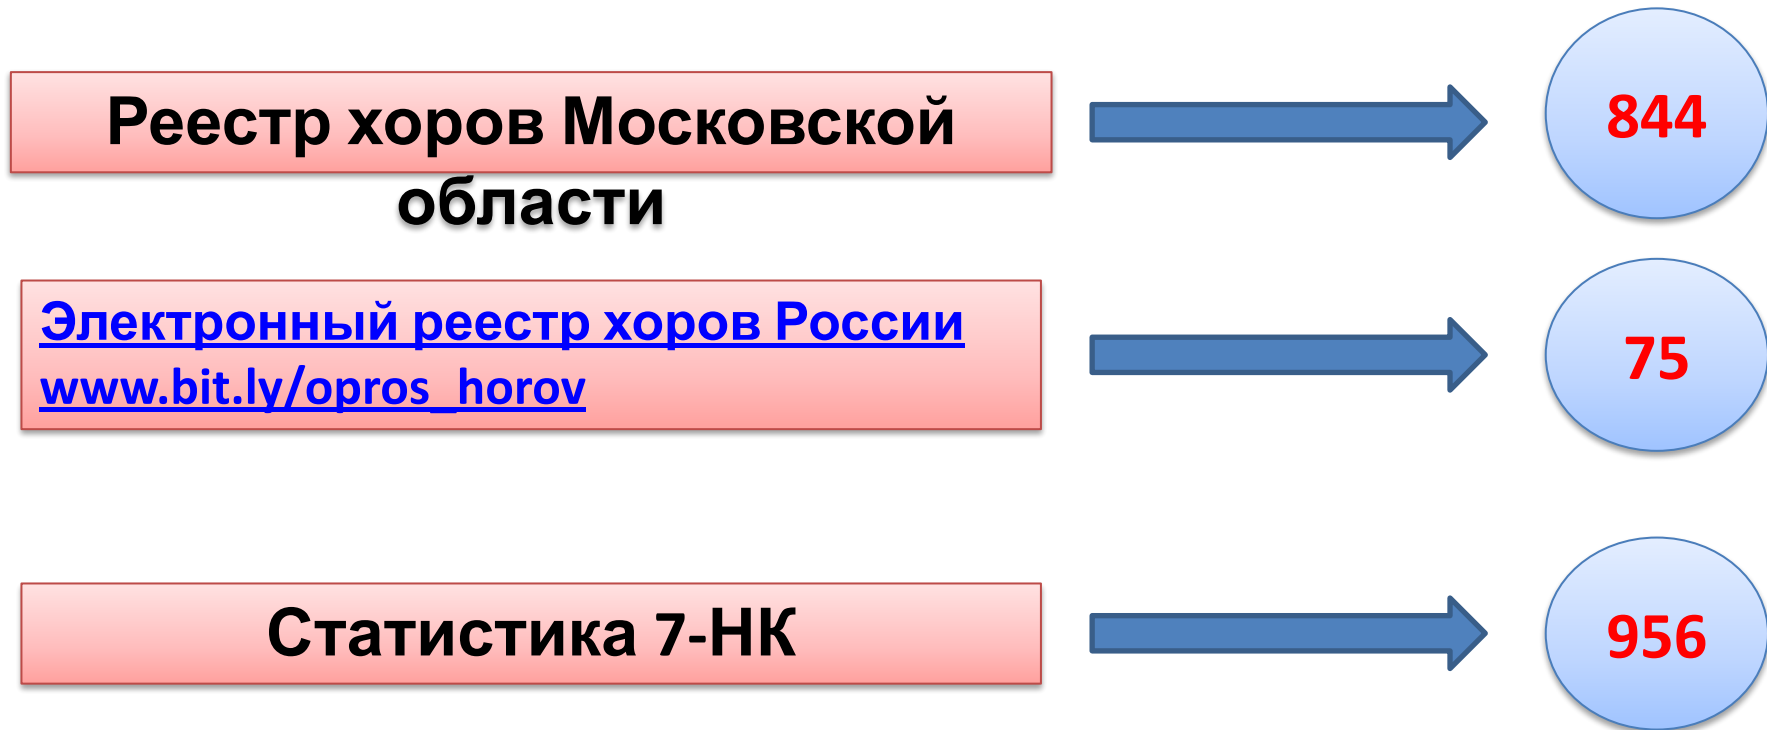 Реестр хоров Московской
области
844
Электронный реестр хоров России
www.bit.ly/opros_horov
75
Статистика 7-НК
956